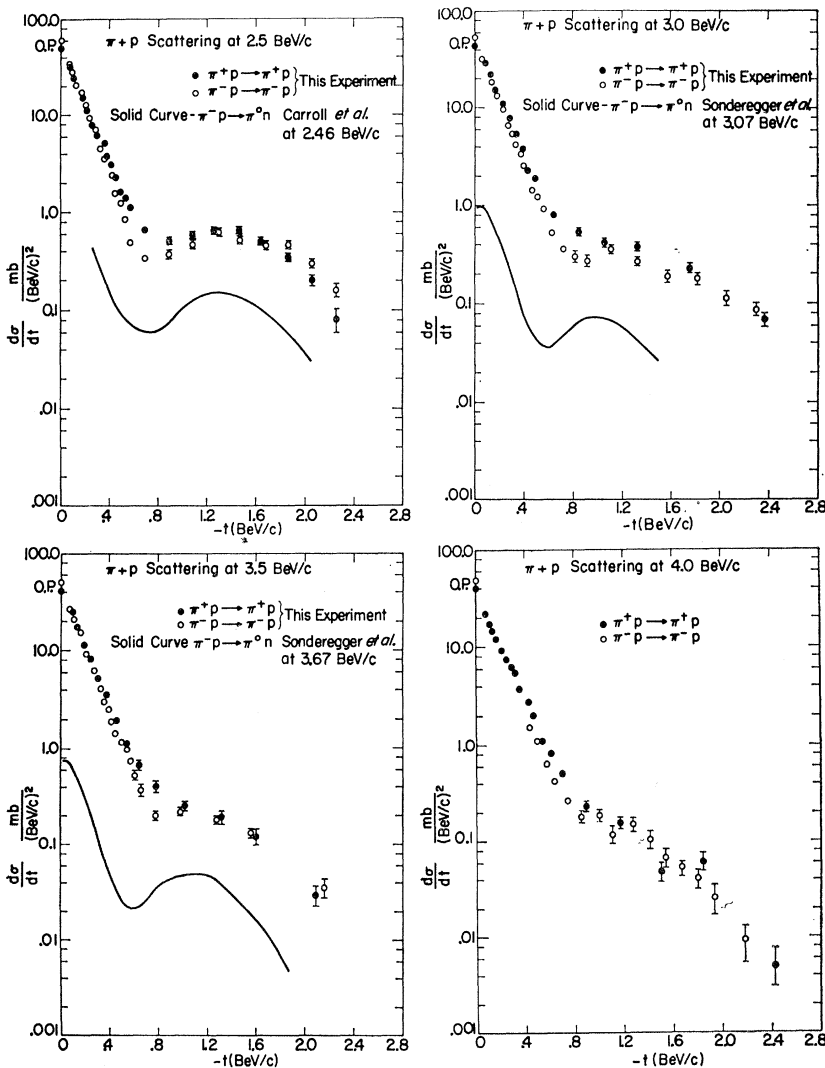 π+p Scattering at 2.5 BeV/c
π⁺p→π⁺p
π⁻p→π⁻p
}This Experiment
Solid Curve-π⁻p→π⁰n Carroll et al.
at 2.46 BeV/c
100.0
O.P.
10.0
1.0
0.1
.01
.001
dσ/dt mb/(BeV/c)²
0 .4 .8 1.2 1.6 2.0 2.4 2.8
-t(BeV/c)
π+p Scattering at 3.0 BeV/c
π⁺p→π⁺p
π⁻p→π⁻p
}This Experiment
Solid Curve-π⁻p→π⁰n Sonderegger et al.
at 3.07 BeV/c
100.0
O.P.
10.0
1.0
0.1
.01
.001
dσ/dt mb/(BeV/c)²
0 .4 .8 1.2 1.6 2.0 2.4 2.8
-t(BeV/c)
π+p Scattering at 3.5 BeV/c
π⁺p→π⁺p
π⁻p→π⁻p
}This Experiment
Solid Curve π⁻p→π⁰n Sonderegger et al.
at 3.67 BeV/c
100.0
O.P.
10.0
1.0
0.1
.01
.001
dσ/dt mb/(BeV/c)²
0 .4 .8 1.2 1.6 2.0 2.4 2.8
-t(BeV/c)
π+p Scattering at 4.0 BeV/c
π⁺p→π⁺p
π⁻p→π⁻p
100.0
O.P.
10.0
1.0
0.1
.01
.001
dσ/dt mb/(BeV/c)²
0 .4 .8 1.2 1.6 2.0 2.4 2.8
-t(BeV/c)